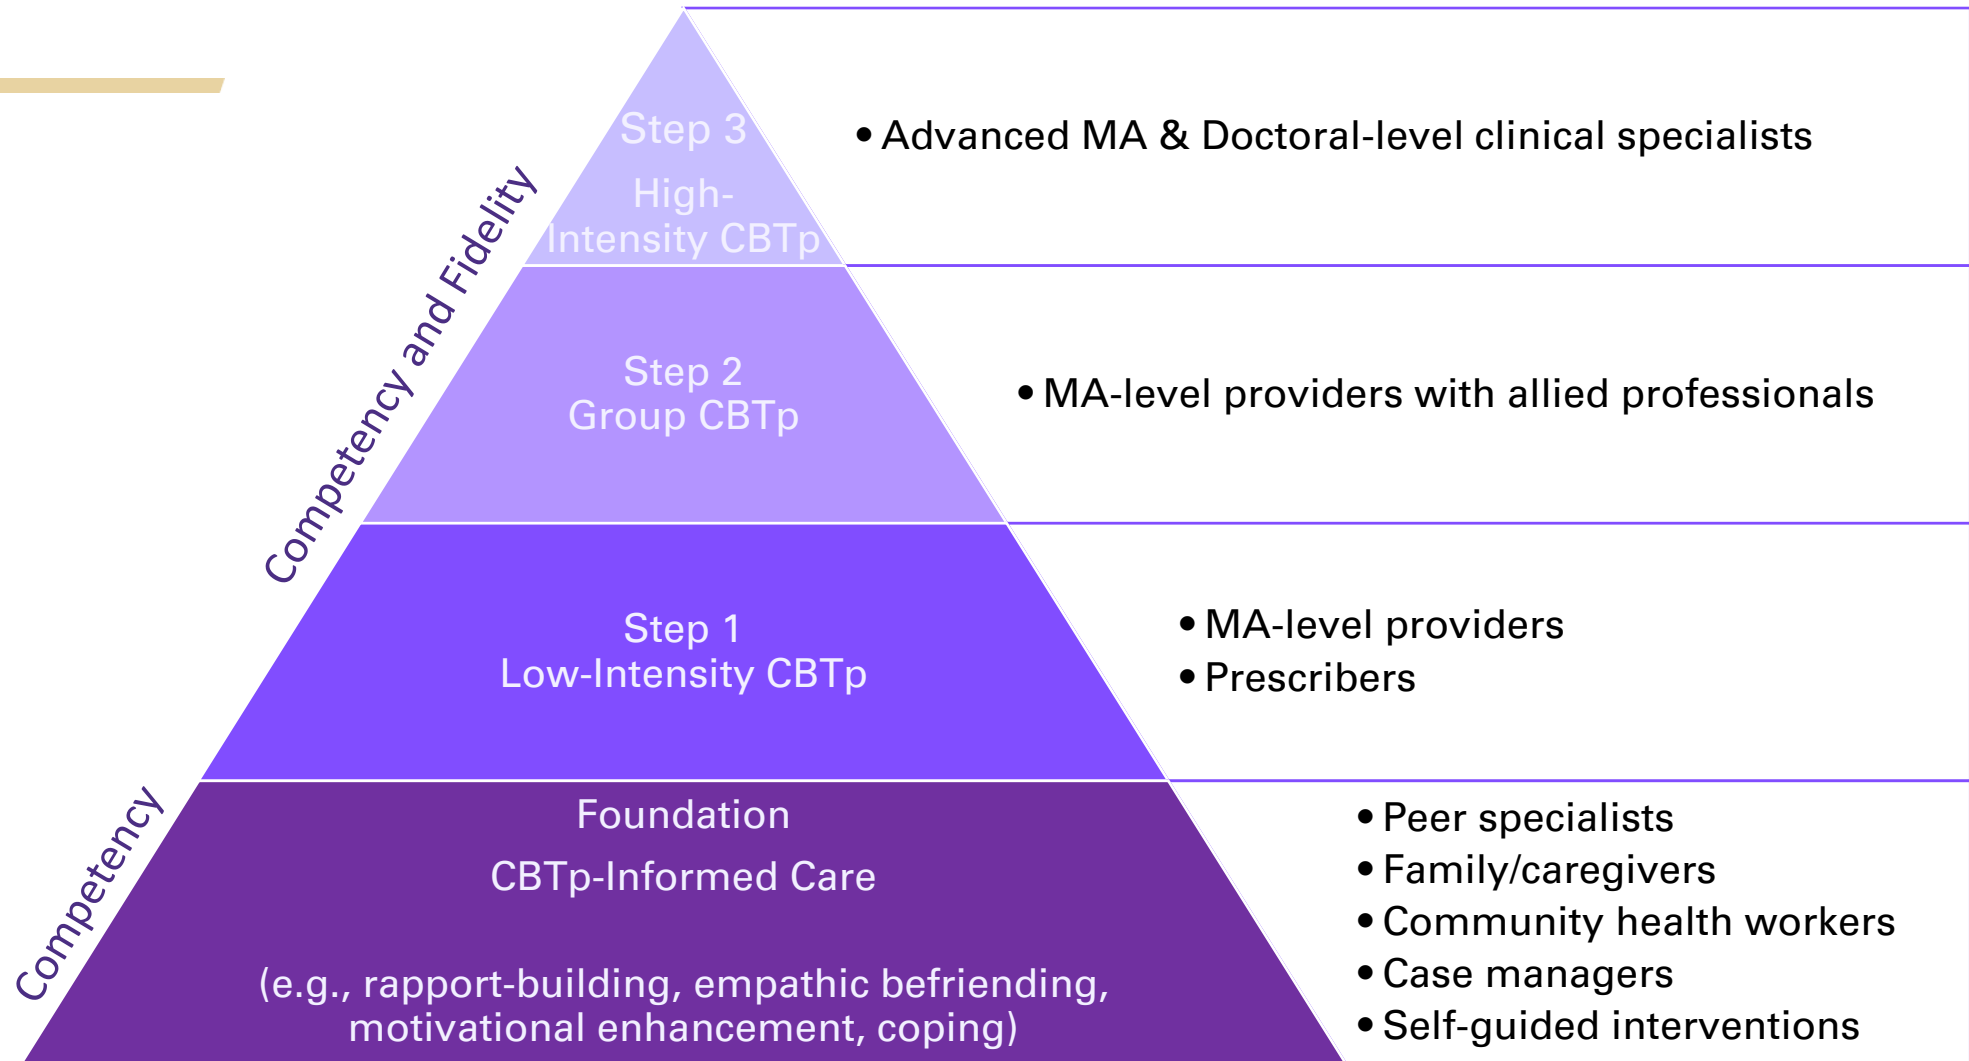 Step 3
High-
Intensity CBTp
• Advanced MA & Doctoral-level clinical specialists
Competency and Fidelity
Step 2
Group CBTp
• MA-level providers with allied professionals
Step 1
Low-Intensity CBTp
• MA-level providers
• Prescribers
Competency
Foundation
CBTp-Informed Care
(e.g., rapport-building, empathic befriending,
motivational enhancement, coping)
• Peer specialists
• Family/caregivers
• Community health workers
• Case managers
• Self-guided interventions